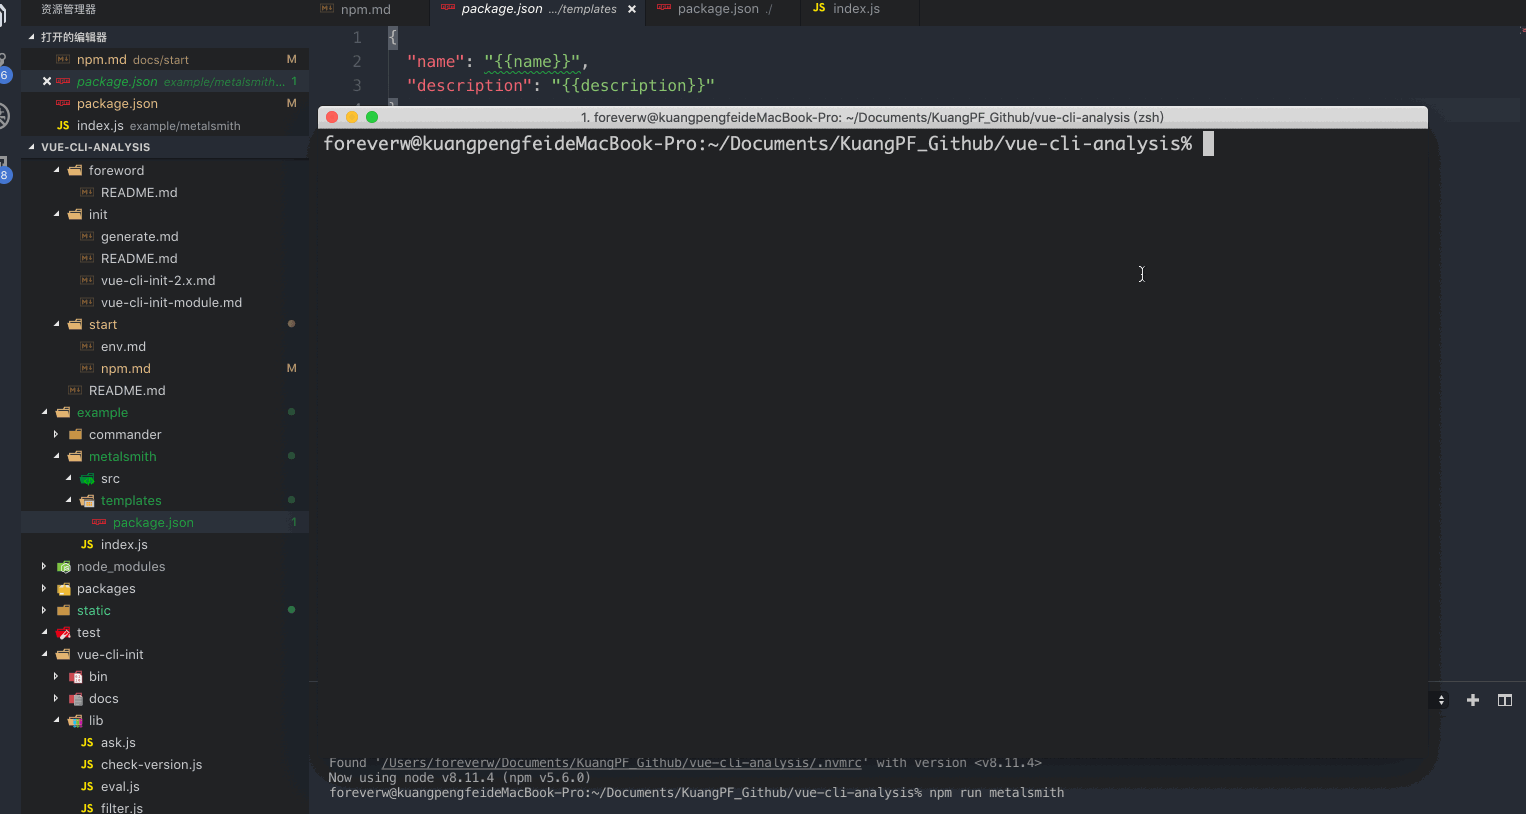 资源管理器
打开的编辑器
npm.md docs/start M
package.json example/metalsmith... 1
package.json M
JS index.js example/metalsmith
VUE-CLI-ANALYSIS
foreword
README.md
init
generate.md
README.md
vue-cli-init-2.x.md
vue-cli-init-module.md
start
env.md
npm.md M
README.md
example
commander
metalsmith
src
templates
package.json 1
JS index.js
node_modules
packages
static
test
vue-cli-init
bin
docs
lib
JS ask.js
JS check-version.js
JS eval.js
JS filter.js
6
8
npm.md
package.json .../templates
package.json ./
JS index.js
1 {
2 "name": "{{name}}",
3 "description": "{{description}}"
1. foreverw@kuangpengfeideMacBook-Pro: ~/Documents/KuangPF_Github/vue-cli-analysis (zsh)
foreverw@kuangpengfeideMacBook-Pro:~/Documents/KuangPF_Github/vue-cli-analysis%
Found '/Users/foreverw/Documents/KuangPF_Github/vue-cli-analysis/.nvmrc' with version <v8.11.4>
Now using node v8.11.4 (npm v5.6.0)
foreverw@kuangpengfeideMacBook-Pro:~/Documents/KuangPF_Github/vue-cli-analysis% npm run metalsmith